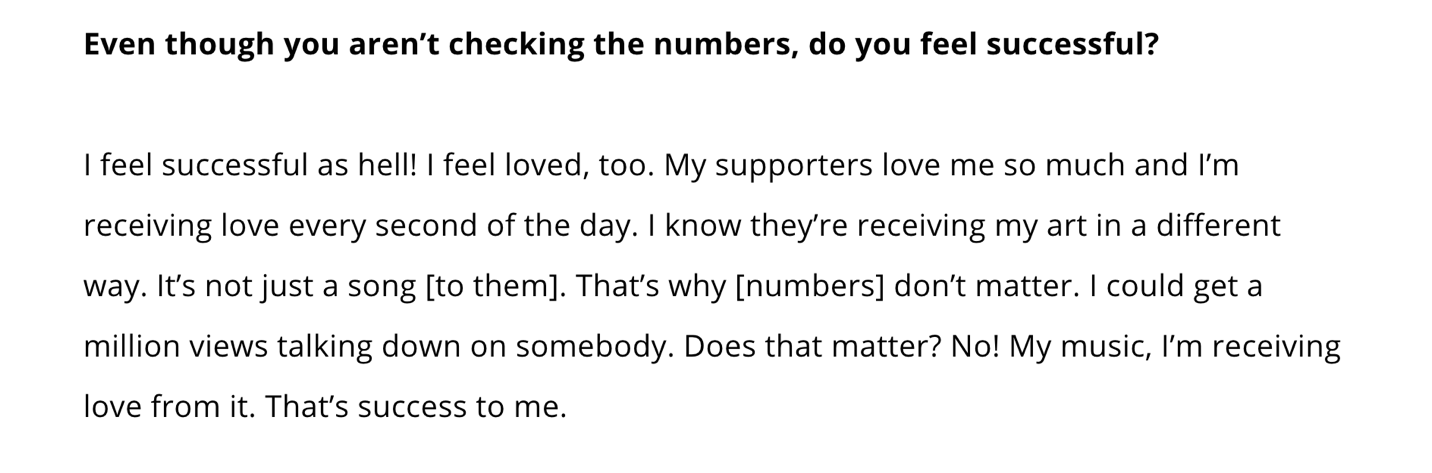 Even though you aren’t checking the numbers, do you feel successful?
I feel successful as hell! I feel loved, too. My supporters love me so much and I’m
receiving love every second of the day. I know they’re receiving my art in a different
way. It’s not just a song [to them]. That’s why [numbers] don’t matter. I could get a
million views talking down on somebody. Does that matter? No! My music, I’m receiving
love from it. That’s success to me.